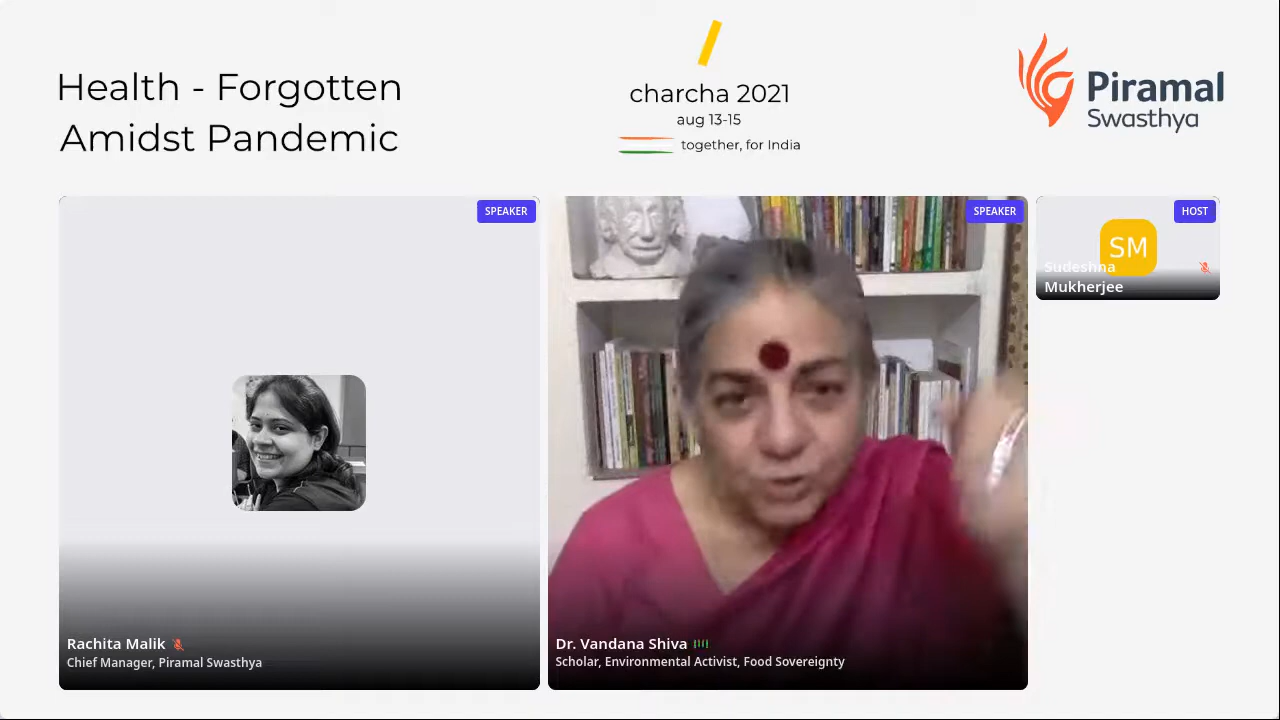 Health - Forgotten
Amidst Pandemic
charcha 2021
aug 13-15
together, for India
Piramal
Swasthya
SPEAKER
Rachita Malik
Chief Manager, Piramal Swasthya
SPEAKER
Dr. Vandana Shiva
Scholar, Environmental Activist, Food Sovereignty
HOST
SM
Sudeshna
Mukherjee